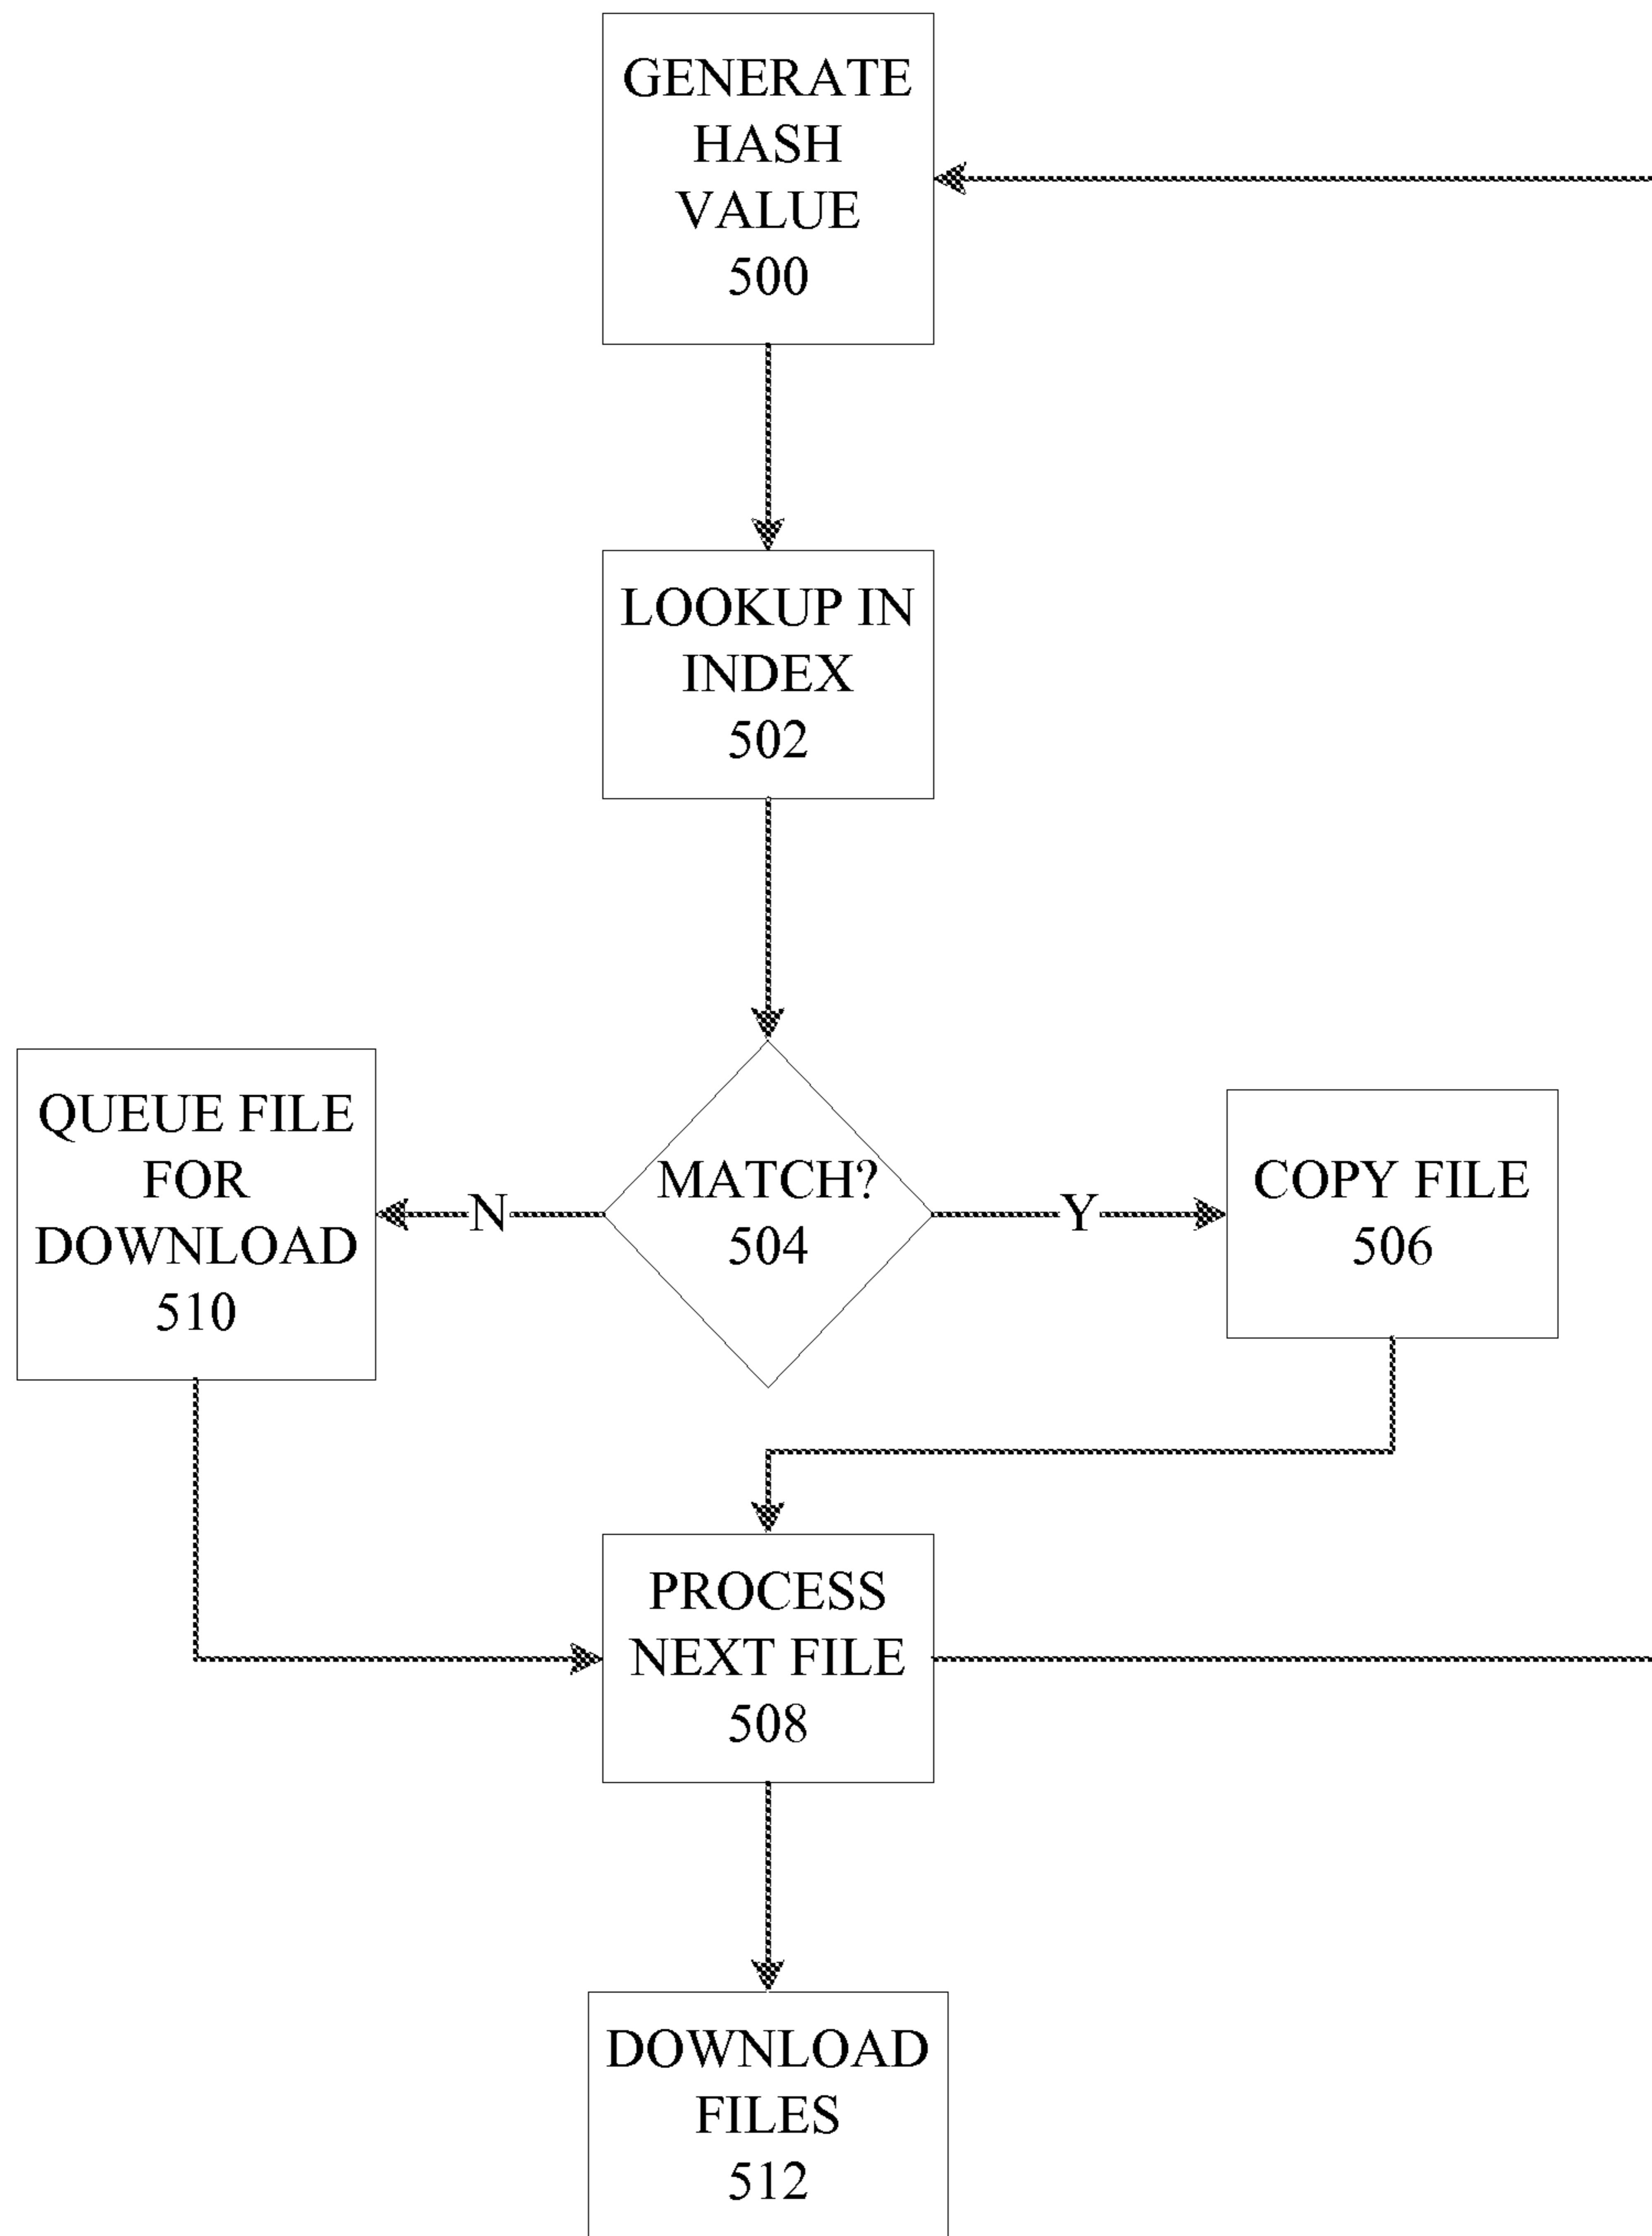 GENERATE
HASH
VALUE
500
LOOKUP IN
INDEX
502
QUEUE FILE
FOR
DOWNLOAD
510
N
MATCH?
504
Y
COPY FILE
506
PROCESS
NEXT FILE
508
DOWNLOAD
FILES
512